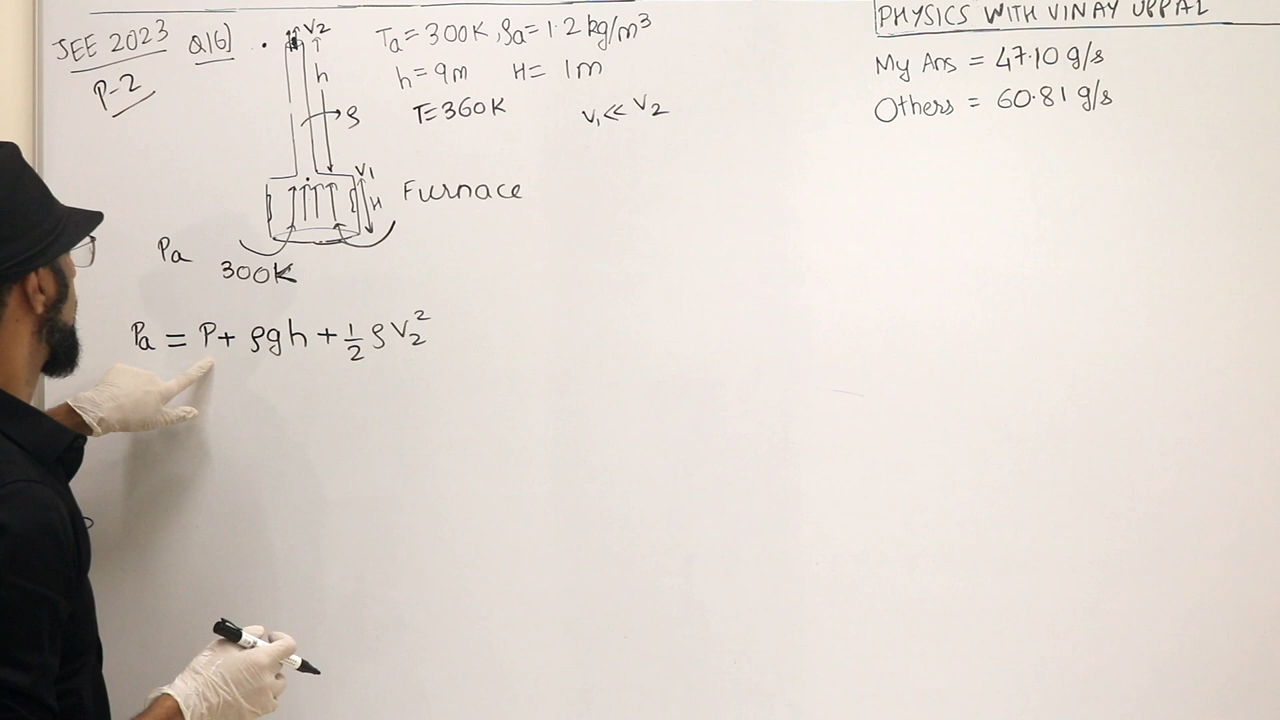 JEE 2023 Q16]
P-2
V2
h
ρ
V1
H
Furnace
Ta = 300K, ρa = 1.2 kg/m³
h = 9m H = 1m
T = 360K V1 << V2
Pa
300K
Pa = P + ρgh + 1/2 ρV2²
PHYSICS WITH VINAY UPPAL
My Ans = 47.10 g/s
Others = 60.81 g/s